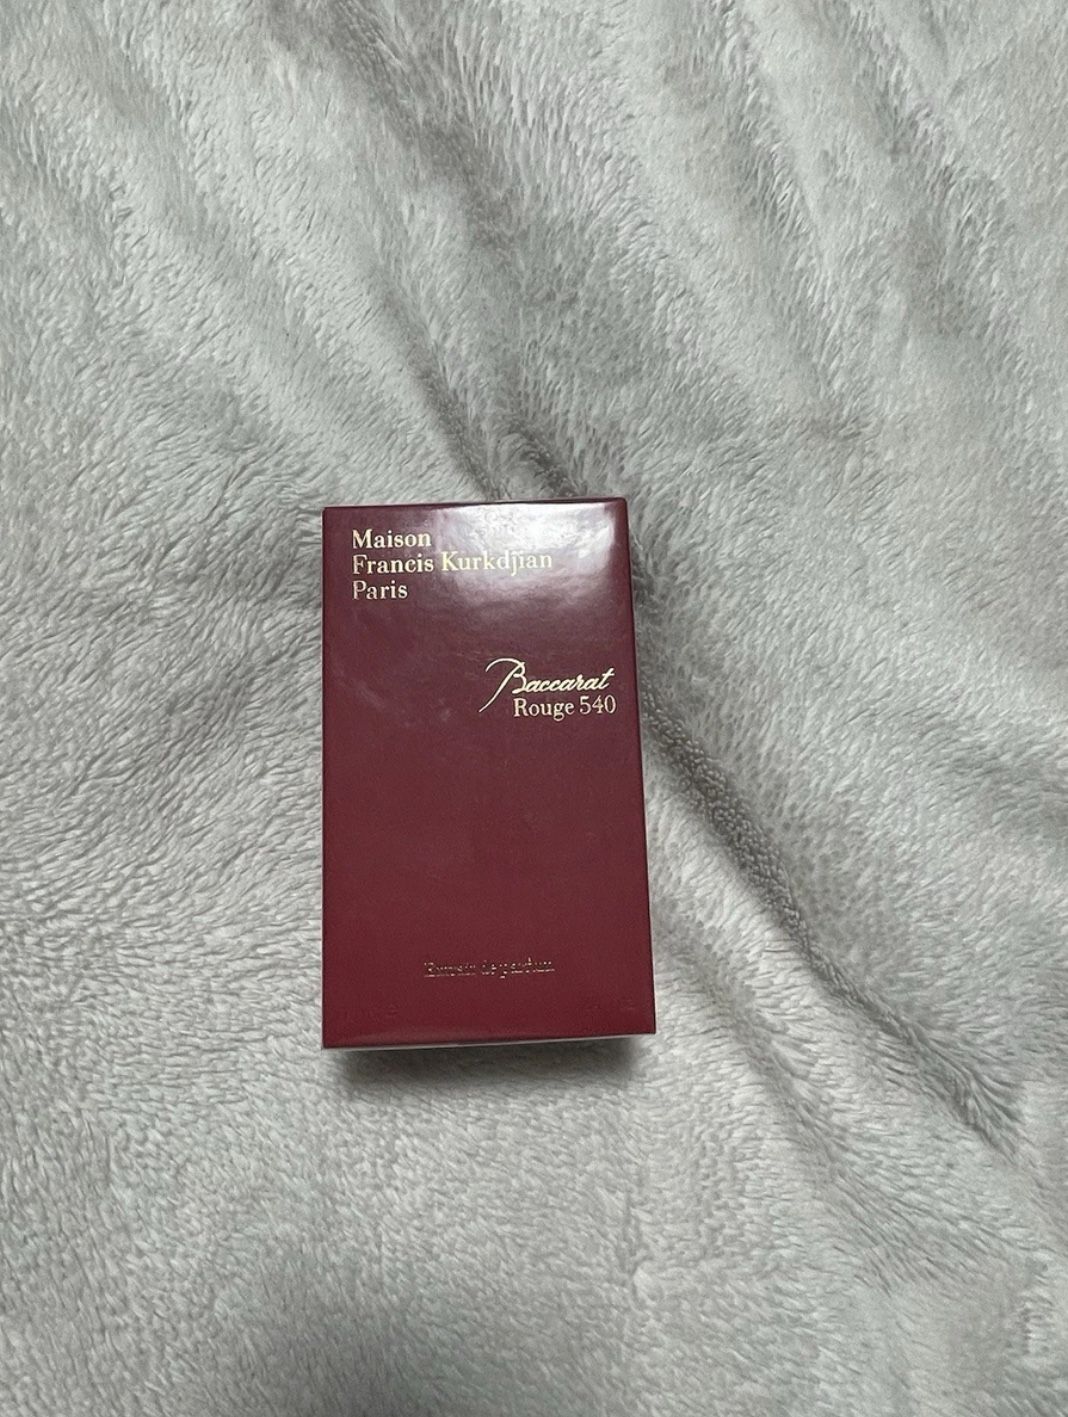 Maison
Francis Kurkdjian
Paris
Baccarat
Rouge 540
Extrait de parfum